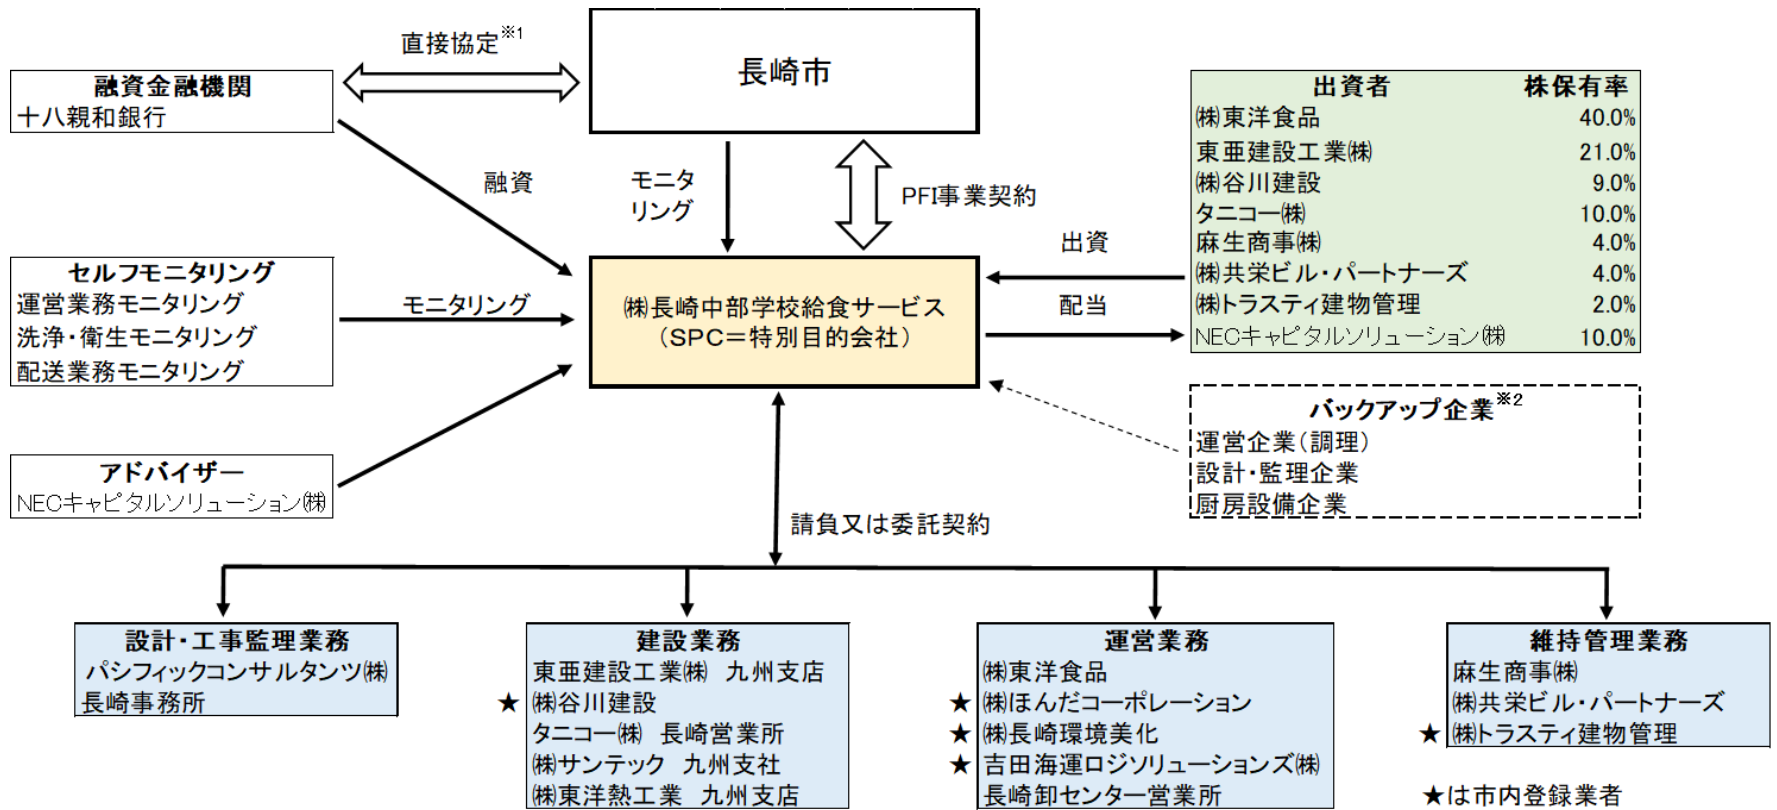 直接協定※1
長崎市
融資金融機関
十八親和銀行
融資
モニタ
リング
PFI事業契約
出資者 株保有率
㈱東洋食品 40.0%
東亜建設工業㈱ 21.0%
㈱谷川建設 9.0%
タニコー㈱ 10.0%
麻生商事㈱ 4.0%
㈱共栄ビル・パートナーズ 4.0%
㈱トラスティ建物管理 2.0%
NECキャピタルソリューション㈱ 10.0%
出資
配当
セルフモニタリング
運営業務モニタリング
洗浄・衛生モニタリング
配送業務モニタリング
モニタリング
㈱長崎中部学校給食サービス
（SPC＝特別目的会社）
バックアップ企業※2
運営企業（調理）
設計・監理企業
厨房設備企業
アドバイザー
NECキャピタルソリューション㈱
請負又は委託契約
設計・工事監理業務
パシフィックコンサルタンツ㈱
長崎事務所
建設業務
東亜建設工業㈱ 九州支店
★ ㈱谷川建設
タニコー㈱ 長崎営業所
㈱サンテック 九州支社
㈱東洋熱工業 九州支店
運営業務
㈱東洋食品
★ ㈱ほんだコーポレーション
★ ㈱長崎環境美化
★ 吉田海運ロジソリューションズ㈱
長崎卸センター営業所
維持管理業務
麻生商事㈱
㈱共栄ビル・パートナーズ
★ ㈱トラスティ建物管理
★は市内登録業者